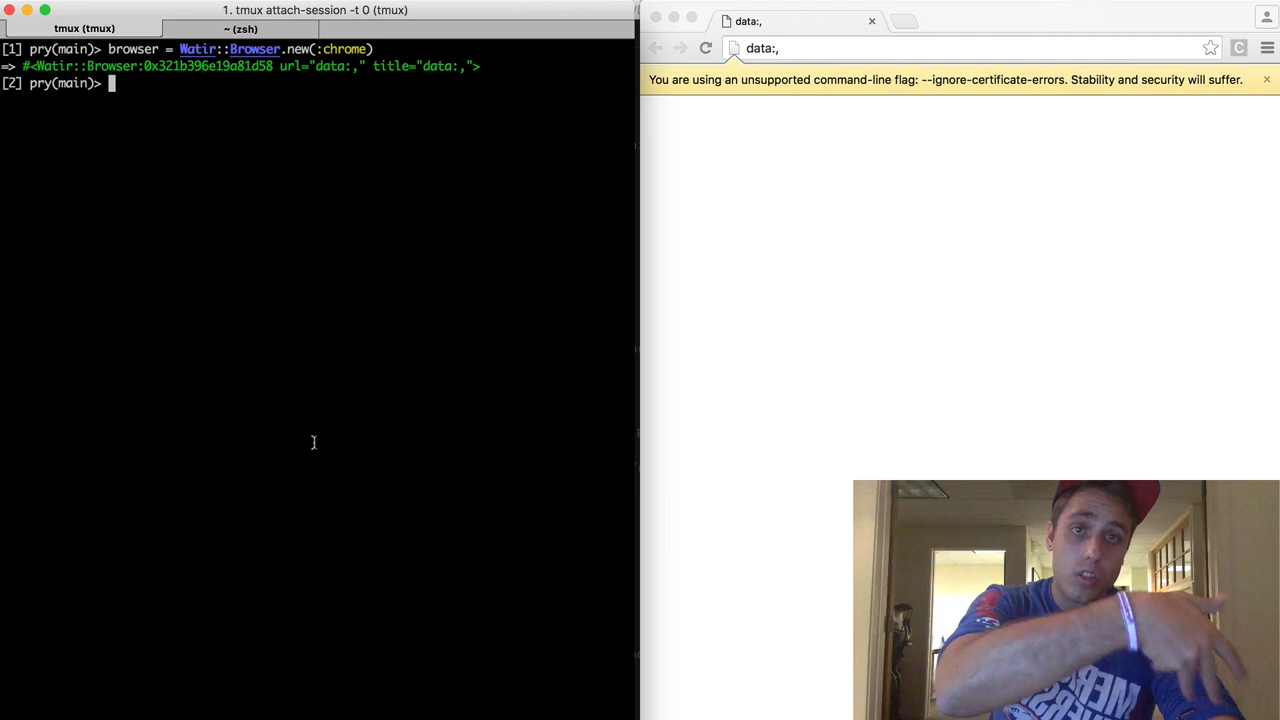 1. tmux attach-session -t 0 (tmux)
tmux (tmux)
~ (zsh)
[1] pry(main)> browser = Watir::Browser.new(:chrome)
=> #<Watir::Browser:0x321b396e19a81d58 url="data:," title="data:,">
[2] pry(main)>
data:,
data:,
C
You are using an unsupported command-line flag: --ignore-certificate-errors. Stability and security will suffer.